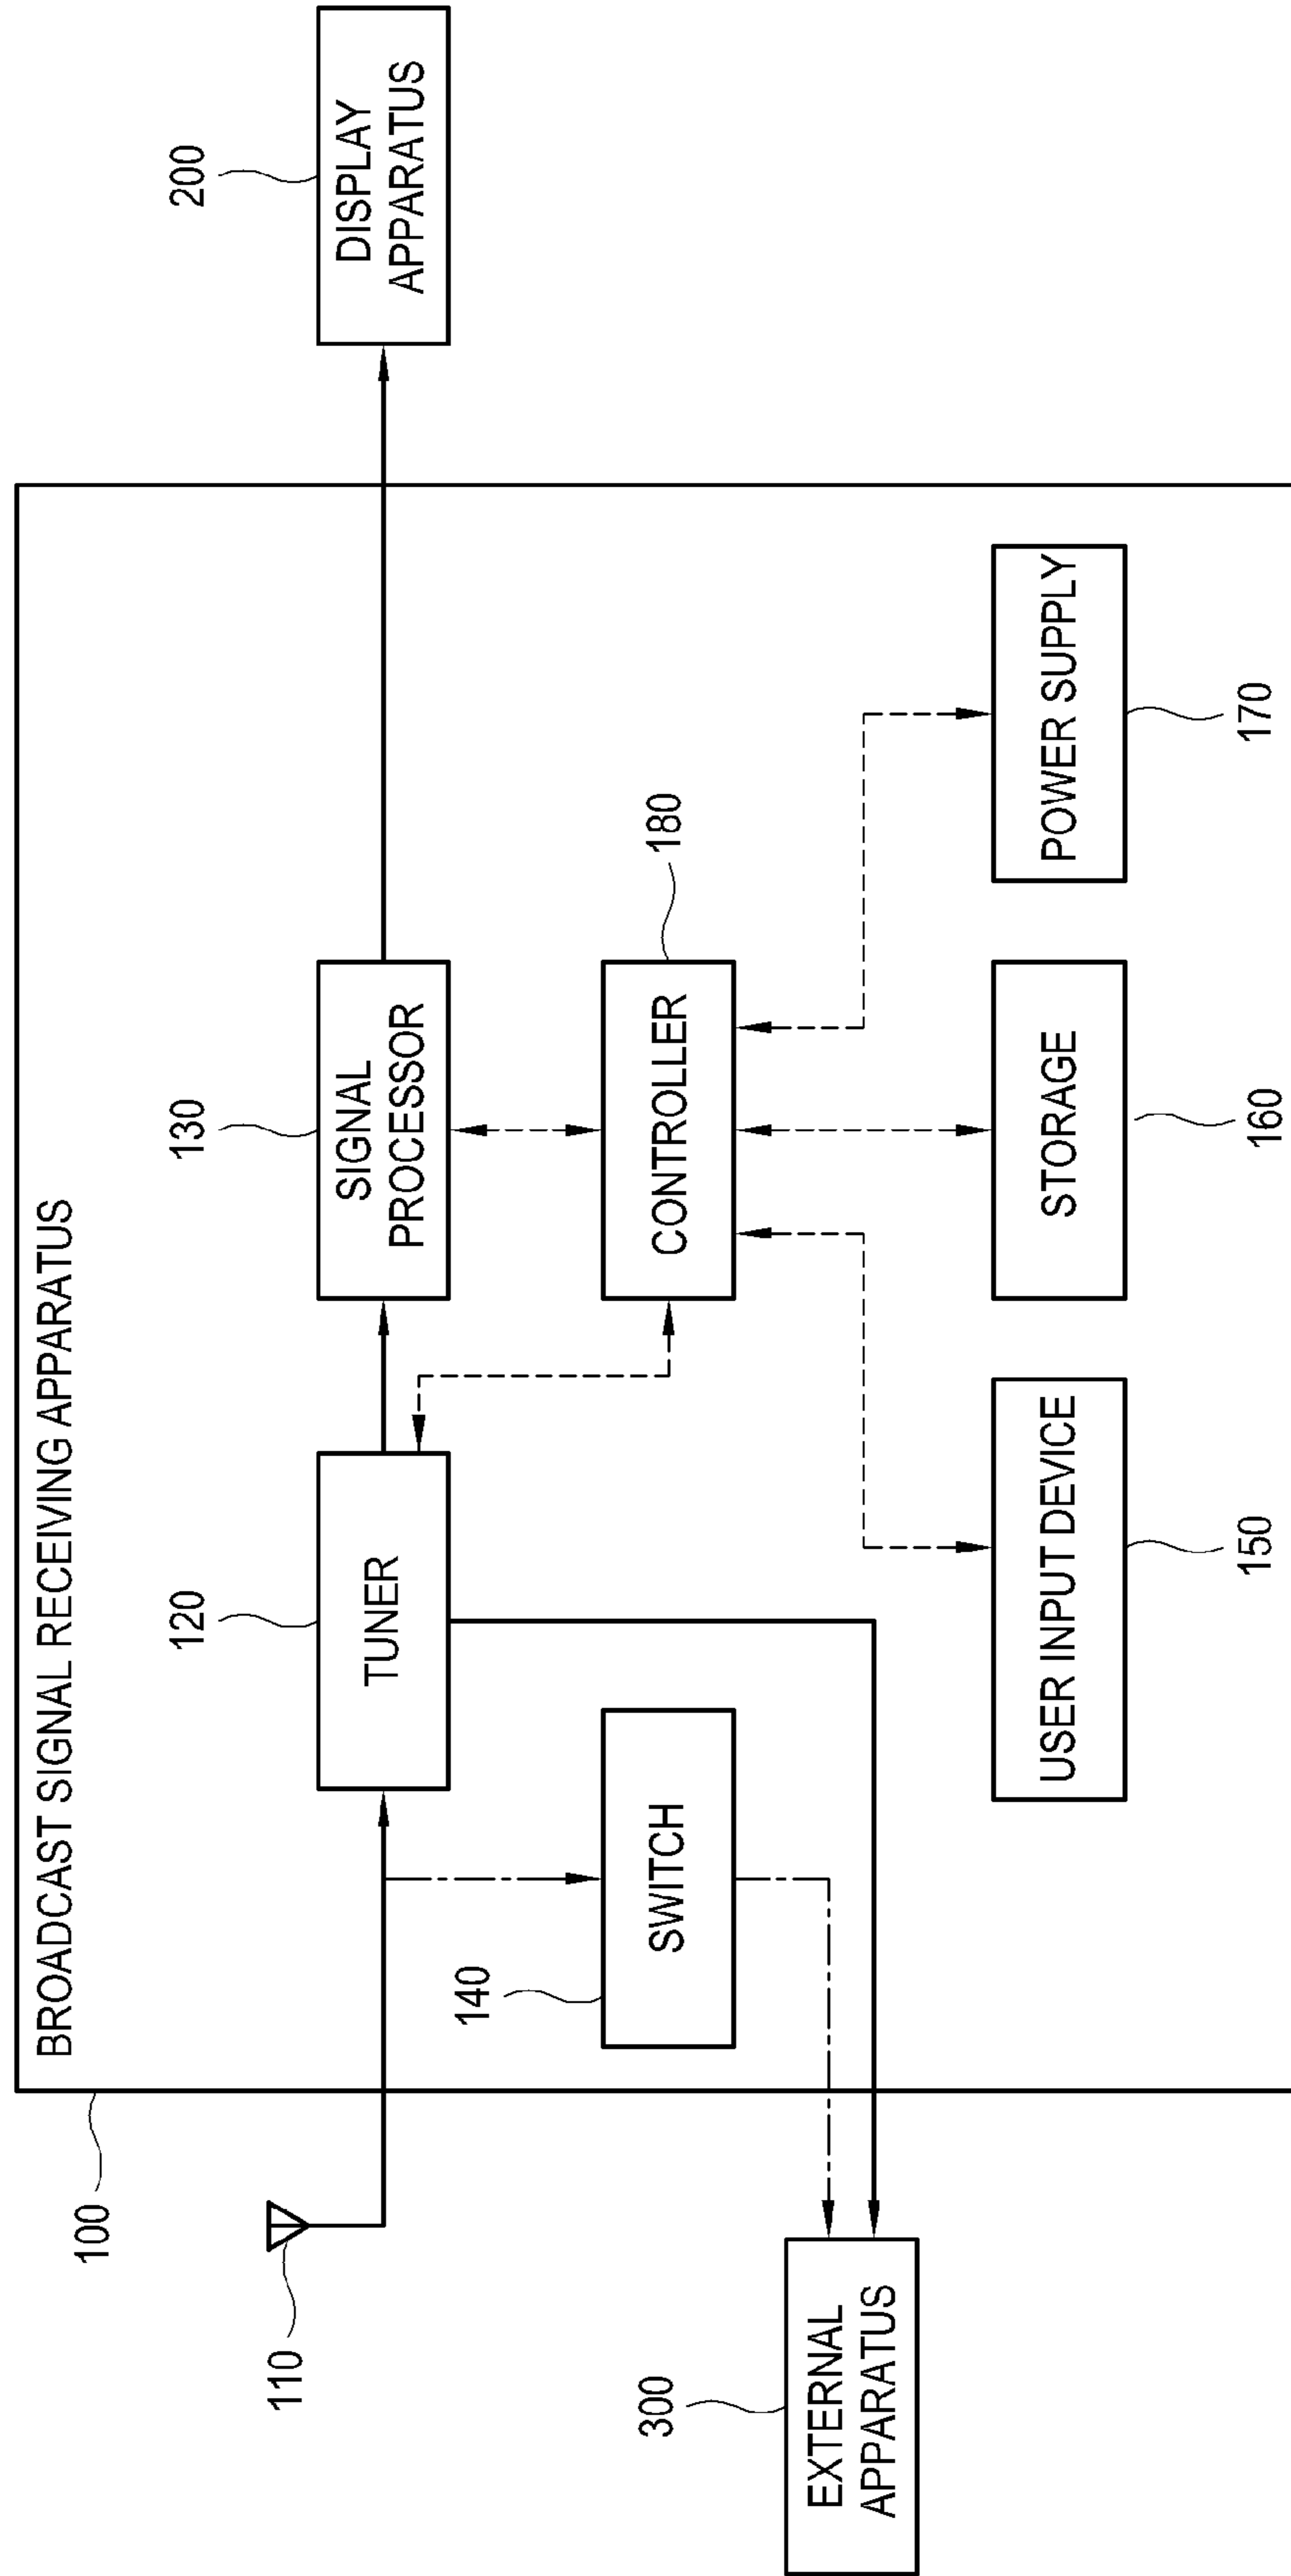 BROADCAST SIGNAL RECEIVING APPARATUS
100
110
120
TUNER
130
SIGNAL
PROCESSOR
200
DISPLAY
APPARATUS
140
SWITCH
CONTROLLER
180
300
EXTERNAL
APPARATUS
USER INPUT DEVICE
150
STORAGE
160
POWER SUPPLY
170